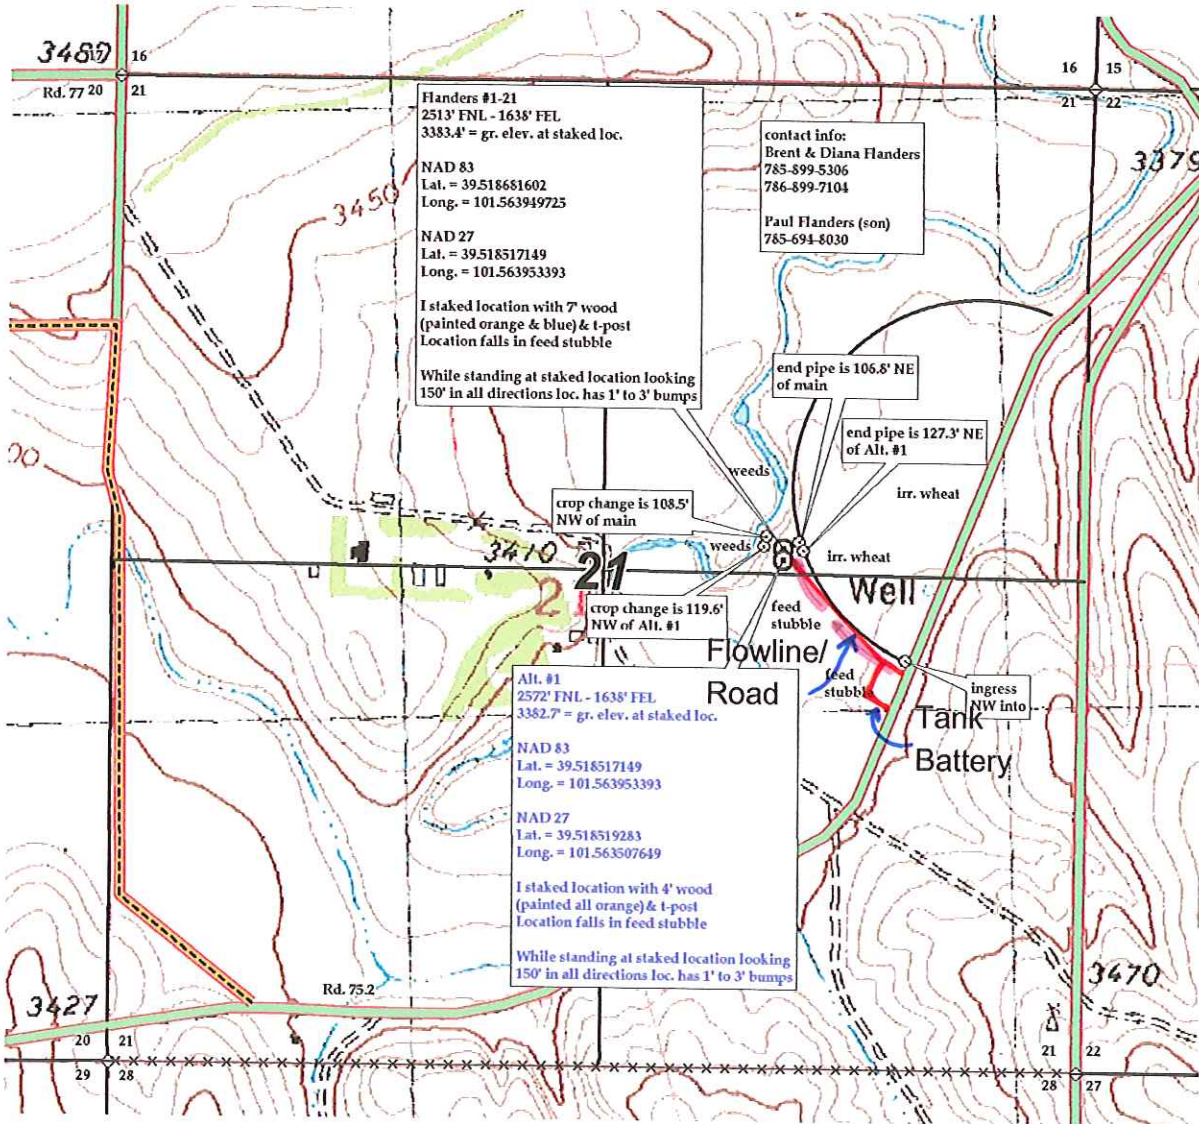 3480
17 16
Rd. 77 20 21
16 15
21 22
Flanders #1-21
2513' FNL - 1638' FEL
3383.4' = gr. elev. at staked loc.
NAD 83
Lat. = 39.518681602
Long. = 101.563949725
NAD 27
Lat. = 39.518517149
Long. = 101.563953393
I staked location with 7' wood
(painted orange & blue) & t-post
Location falls in feed stubble
While standing at staked location looking
150' in all directions loc. has 1' to 3' bumps
contact info:
Brent & Diana Flanders
785-899-5306
786-899-7104
Paul Flanders (son)
785-694-8030
3379
3450
end pipe is 106.8' NE
of main
end pipe is 127.3' NE
of Alt. #1
00
weeds
irr. wheat
crop change is 108.5'
NW of main
weeds
irr. wheat
3410
21
2
Well
crop change is 119.6'
NW of Alt. #1
feed
stubble
Flowline/
Road
feed
stubble
ingress
NW into
Tank
Battery
Alt. #1
2572' FNL - 1638' FEL
3382.7' = gr. elev. at staked loc.
NAD 83
Lat. = 39.518517149
Long. = 101.563953393
NAD 27
Lat. = 39.518519283
Long. = 101.563507649
I staked location with 4' wood
(painted all orange) & t-post
Location falls in feed stubble
While standing at staked location looking
150' in all directions loc. has 1' to 3' bumps
Rd. 75.2
3427
3470
20 21
29 28
21 22
28 27